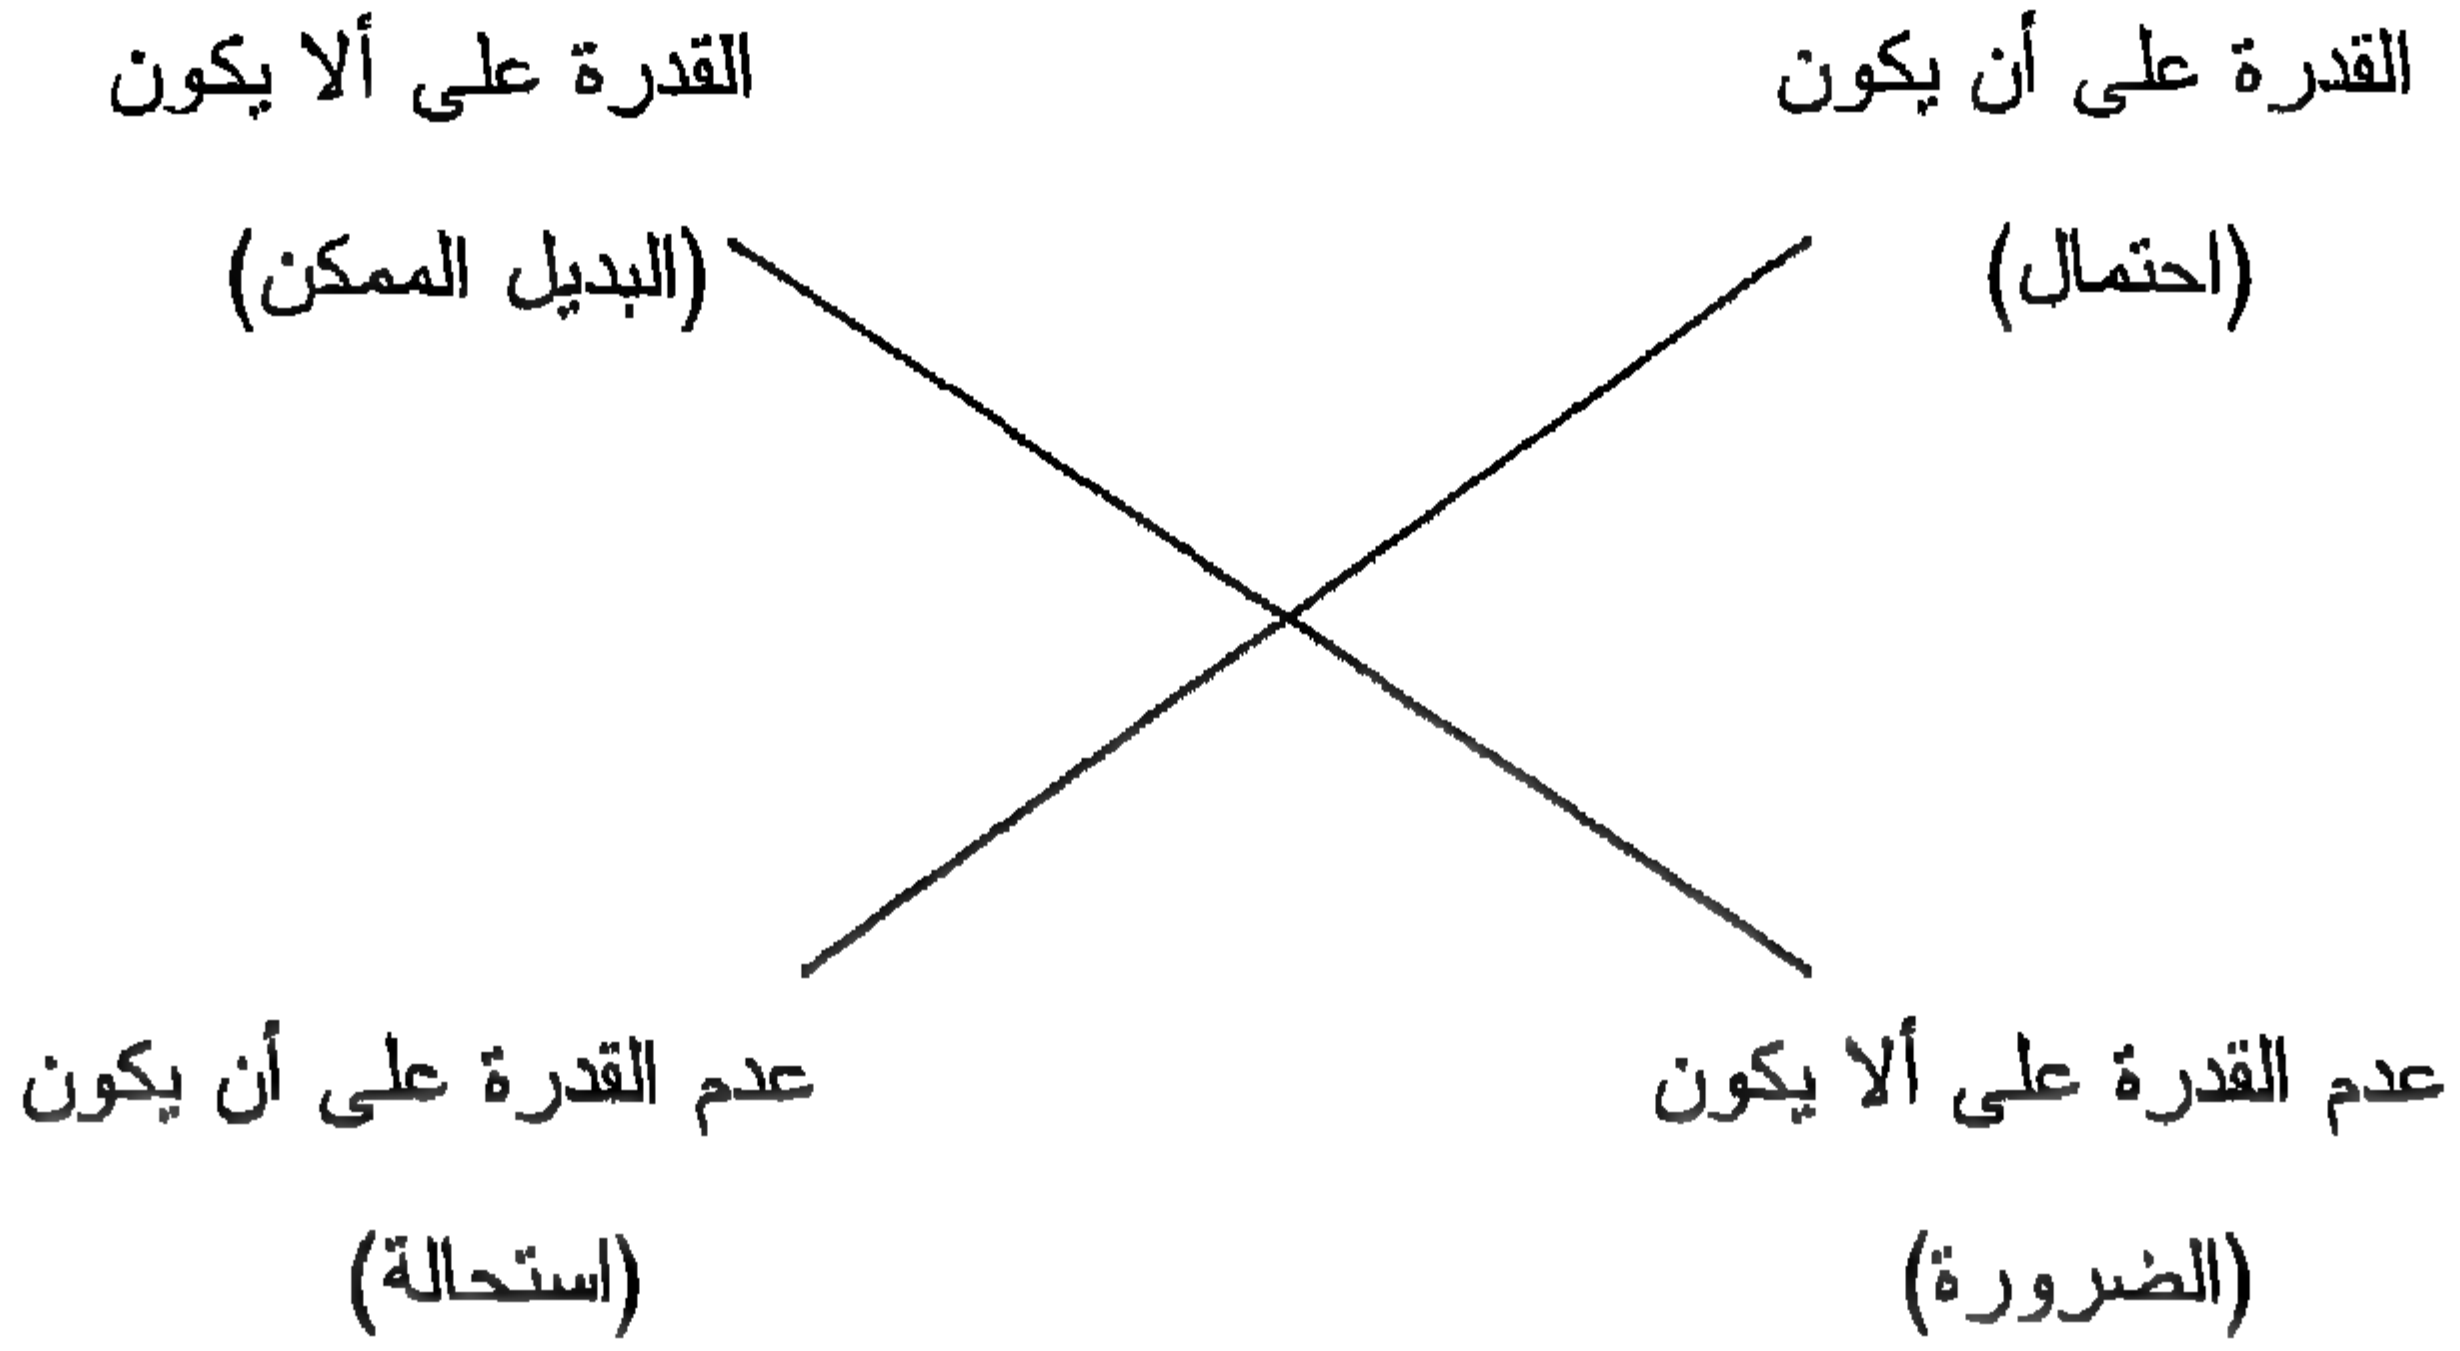 القدرة على أن يكون
(احتمال)
القدرة على ألا يكون
(البديل الممكن)
عدم القدرة على ألا يكون
(الضرورة)
عدم القدرة على أن يكون
(استحالة)